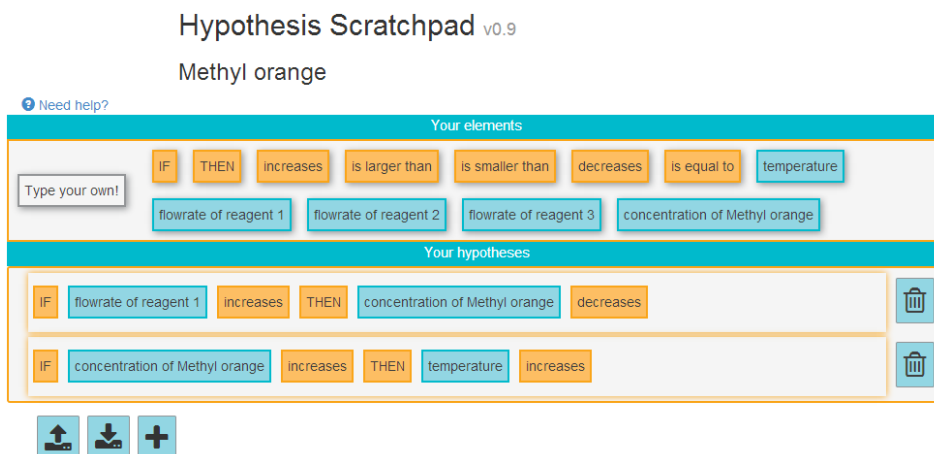 Hypothesis Scratchpad v0.9
Methyl orange
Need help?
Your elements
Type your own!
IF THEN increases is larger than is smaller than decreases is equal to temperature
flowrate of reagent 1 flowrate of reagent 2 flowrate of reagent 3 concentration of Methyl orange
Your hypotheses
IF flowrate of reagent 1 increases THEN concentration of Methyl orange decreases
IF concentration of Methyl orange increases THEN temperature increases